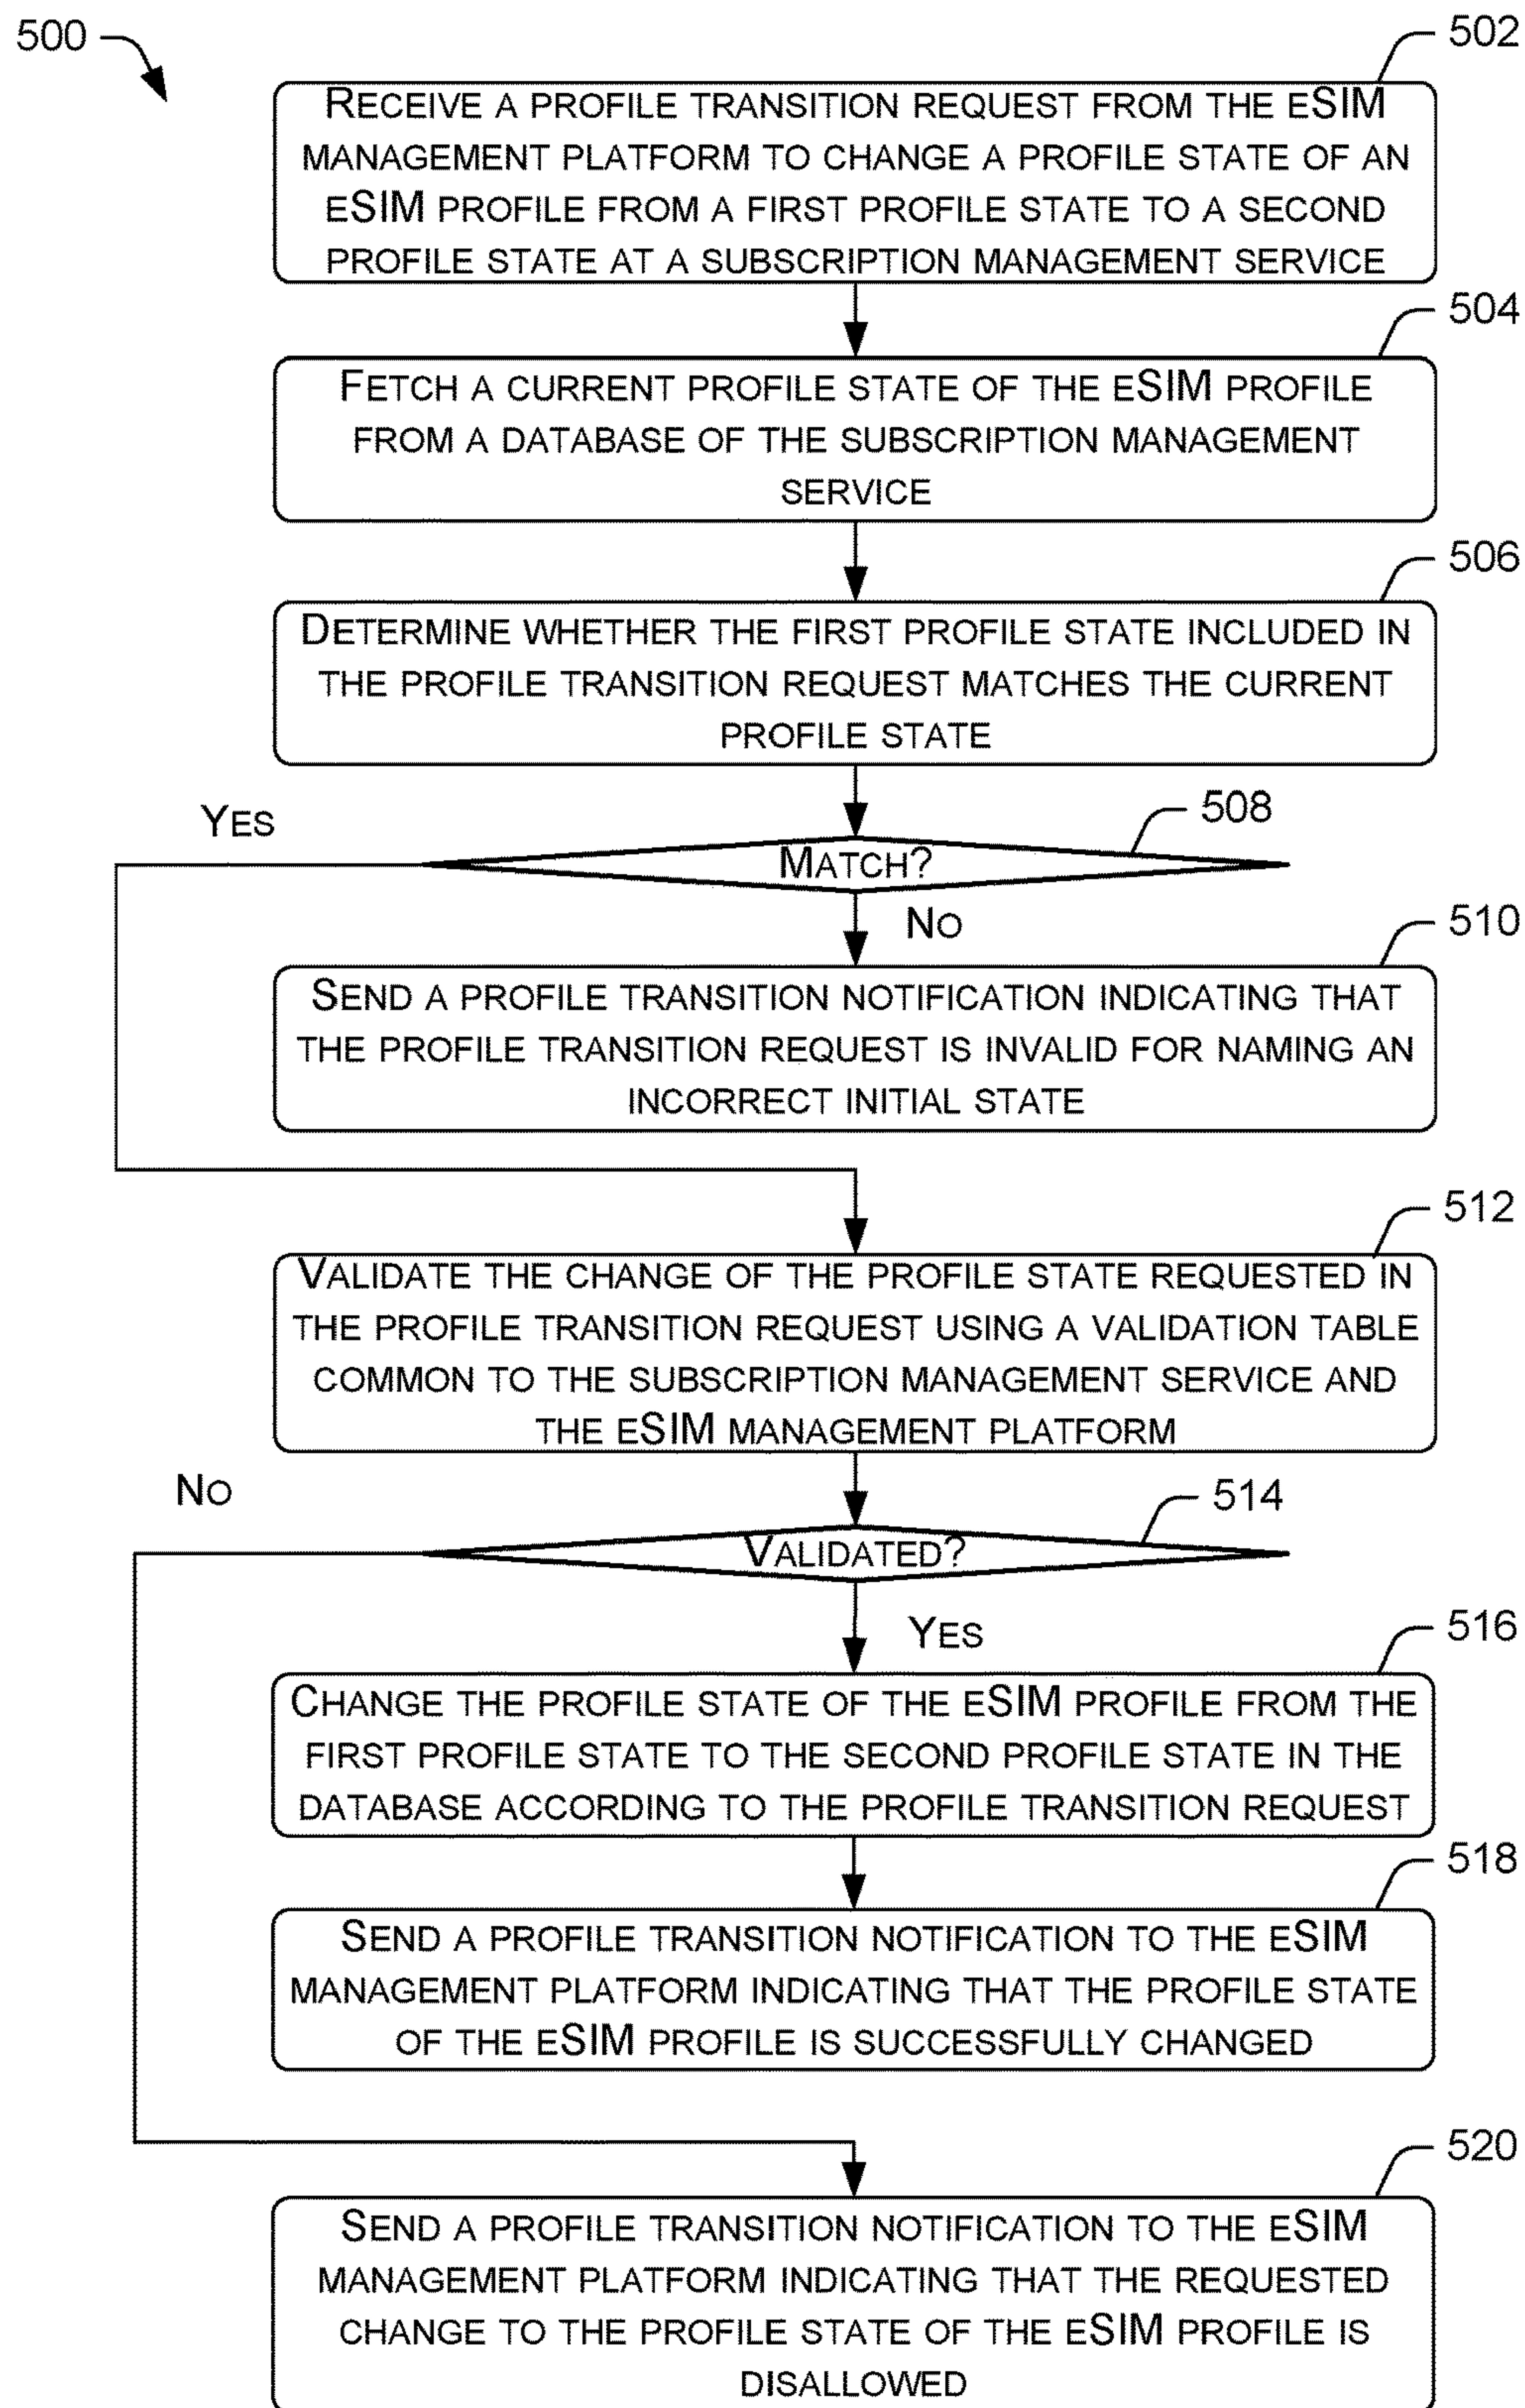 500
502
RECEIVE A PROFILE TRANSITION REQUEST FROM THE eSIM
MANAGEMENT PLATFORM TO CHANGE A PROFILE STATE OF AN
eSIM PROFILE FROM A FIRST PROFILE STATE TO A SECOND
PROFILE STATE AT A SUBSCRIPTION MANAGEMENT SERVICE
504
FETCH A CURRENT PROFILE STATE OF THE eSIM PROFILE
FROM A DATABASE OF THE SUBSCRIPTION MANAGEMENT
SERVICE
506
DETERMINE WHETHER THE FIRST PROFILE STATE INCLUDED IN
THE PROFILE TRANSITION REQUEST MATCHES THE CURRENT
PROFILE STATE
YES
508
MATCH?
NO
510
SEND A PROFILE TRANSITION NOTIFICATION INDICATING THAT
THE PROFILE TRANSITION REQUEST IS INVALID FOR NAMING AN
INCORRECT INITIAL STATE
512
VALIDATE THE CHANGE OF THE PROFILE STATE REQUESTED IN
THE PROFILE TRANSITION REQUEST USING A VALIDATION TABLE
COMMON TO THE SUBSCRIPTION MANAGEMENT SERVICE AND
THE eSIM MANAGEMENT PLATFORM
NO
514
VALIDATED?
YES
516
CHANGE THE PROFILE STATE OF THE eSIM PROFILE FROM THE
FIRST PROFILE STATE TO THE SECOND PROFILE STATE IN THE
DATABASE ACCORDING TO THE PROFILE TRANSITION REQUEST
518
SEND A PROFILE TRANSITION NOTIFICATION TO THE eSIM
MANAGEMENT PLATFORM INDICATING THAT THE PROFILE STATE
OF THE eSIM PROFILE IS SUCCESSFULLY CHANGED
520
SEND A PROFILE TRANSITION NOTIFICATION TO THE eSIM
MANAGEMENT PLATFORM INDICATING THAT THE REQUESTED
CHANGE TO THE PROFILE STATE OF THE eSIM PROFILE IS
DISALLOWED